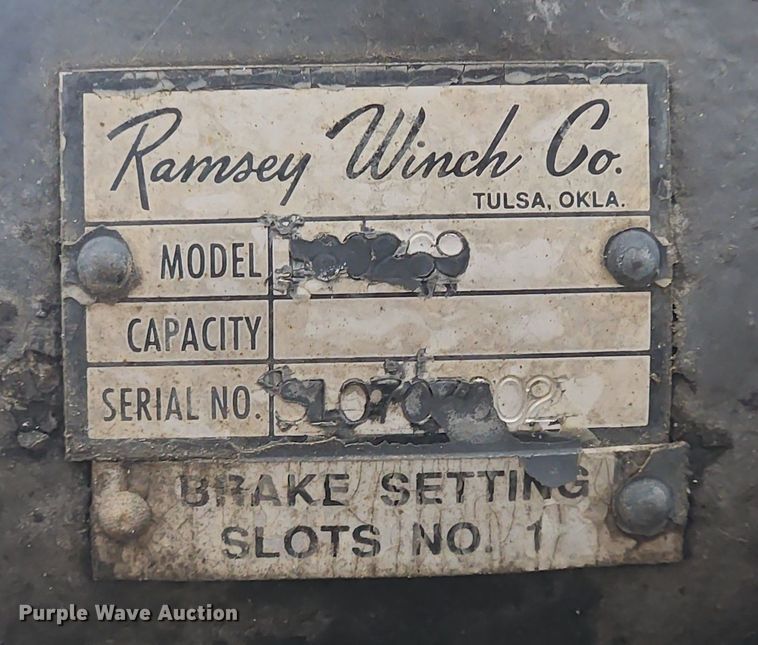 Ramsey Winch Co.
TULSA, OKLA.
MODEL
CAPACITY
SERIAL NO.
BRAKE SETTING
SLOTS NO. 1
Purple Wave Auction